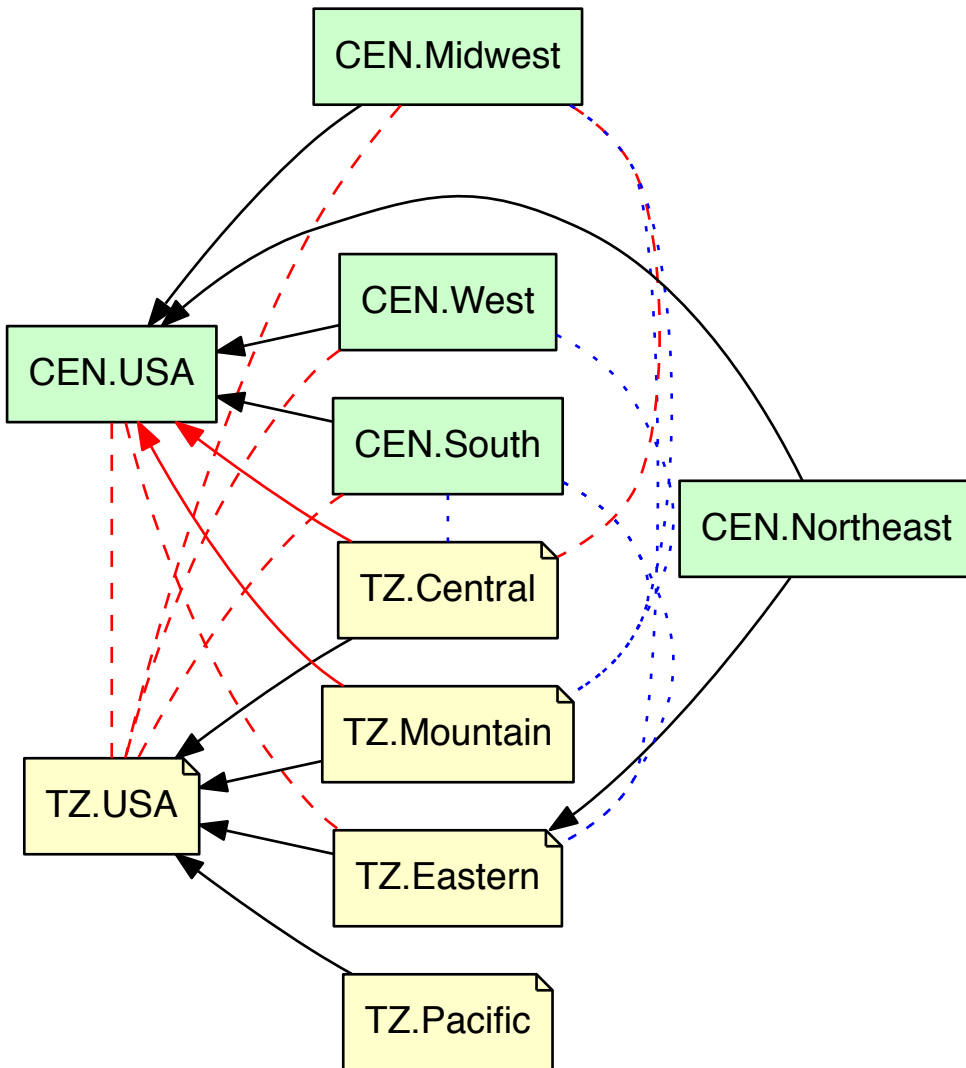 CEN.Midwest
CEN.West
CEN.USA
CEN.South
CEN.Northeast
TZ.Central
TZ.Mountain
TZ.USA
TZ.Eastern
TZ.Pacific